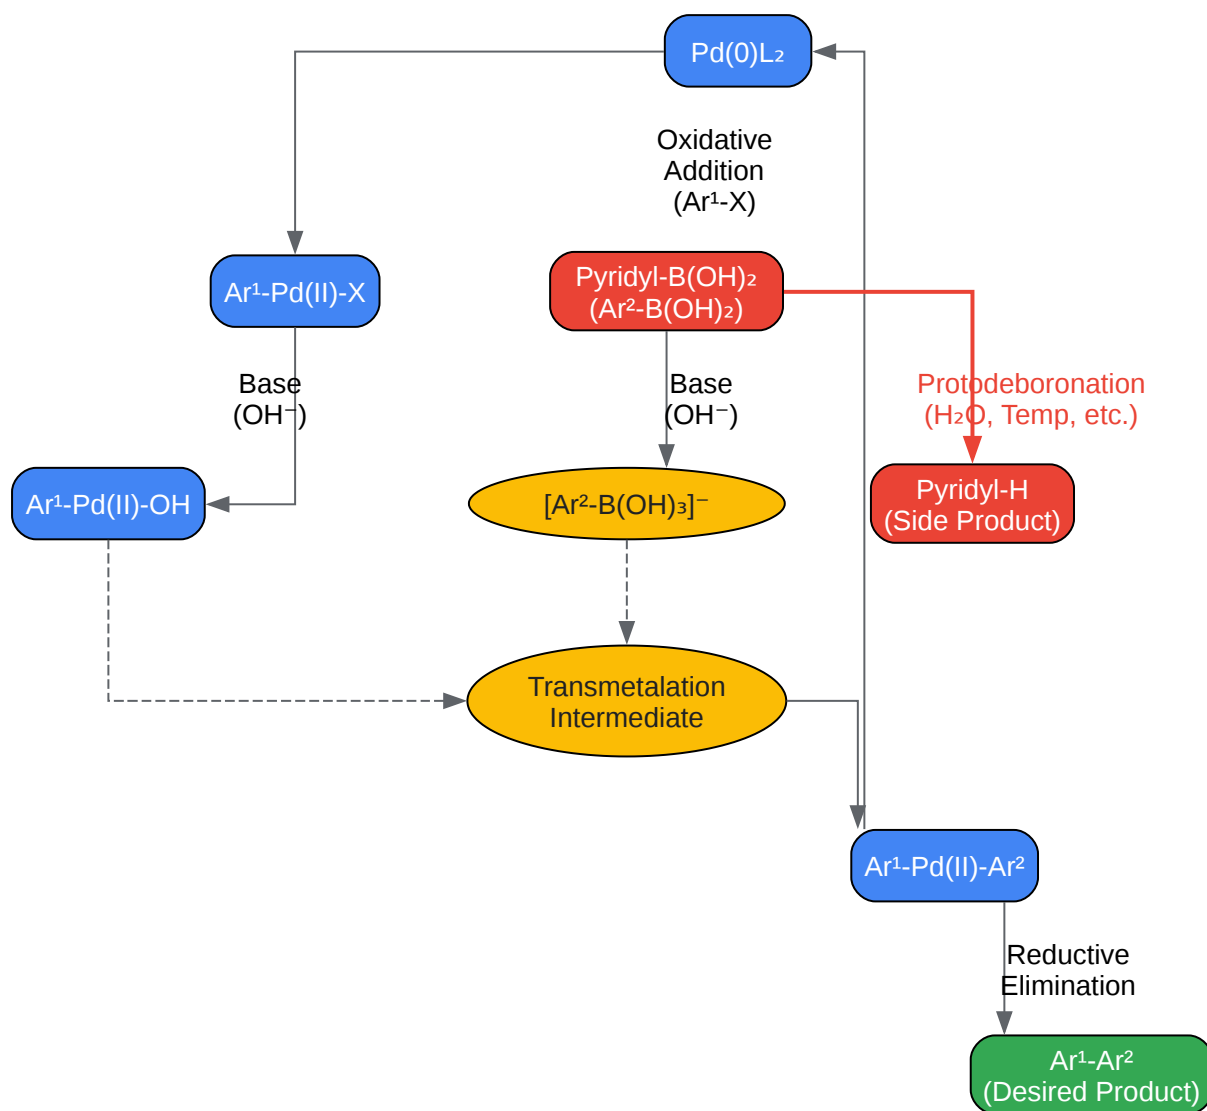 Pd(0)L₂
Oxidative
Addition
(Ar¹-X)
Ar¹-Pd(II)-X
Pyridyl-B(OH)₂
(Ar²-B(OH)₂)
Base
(OH⁻)
Base
(OH⁻)
Protodeboronation
(H₂O, Temp, etc.)
Ar¹-Pd(II)-OH
[Ar²-B(OH)₃]⁻
Pyridyl-H
(Side Product)
Transmetalation
Intermediate
Ar¹-Pd(II)-Ar²
Reductive
Elimination
Ar¹-Ar²
(Desired Product)